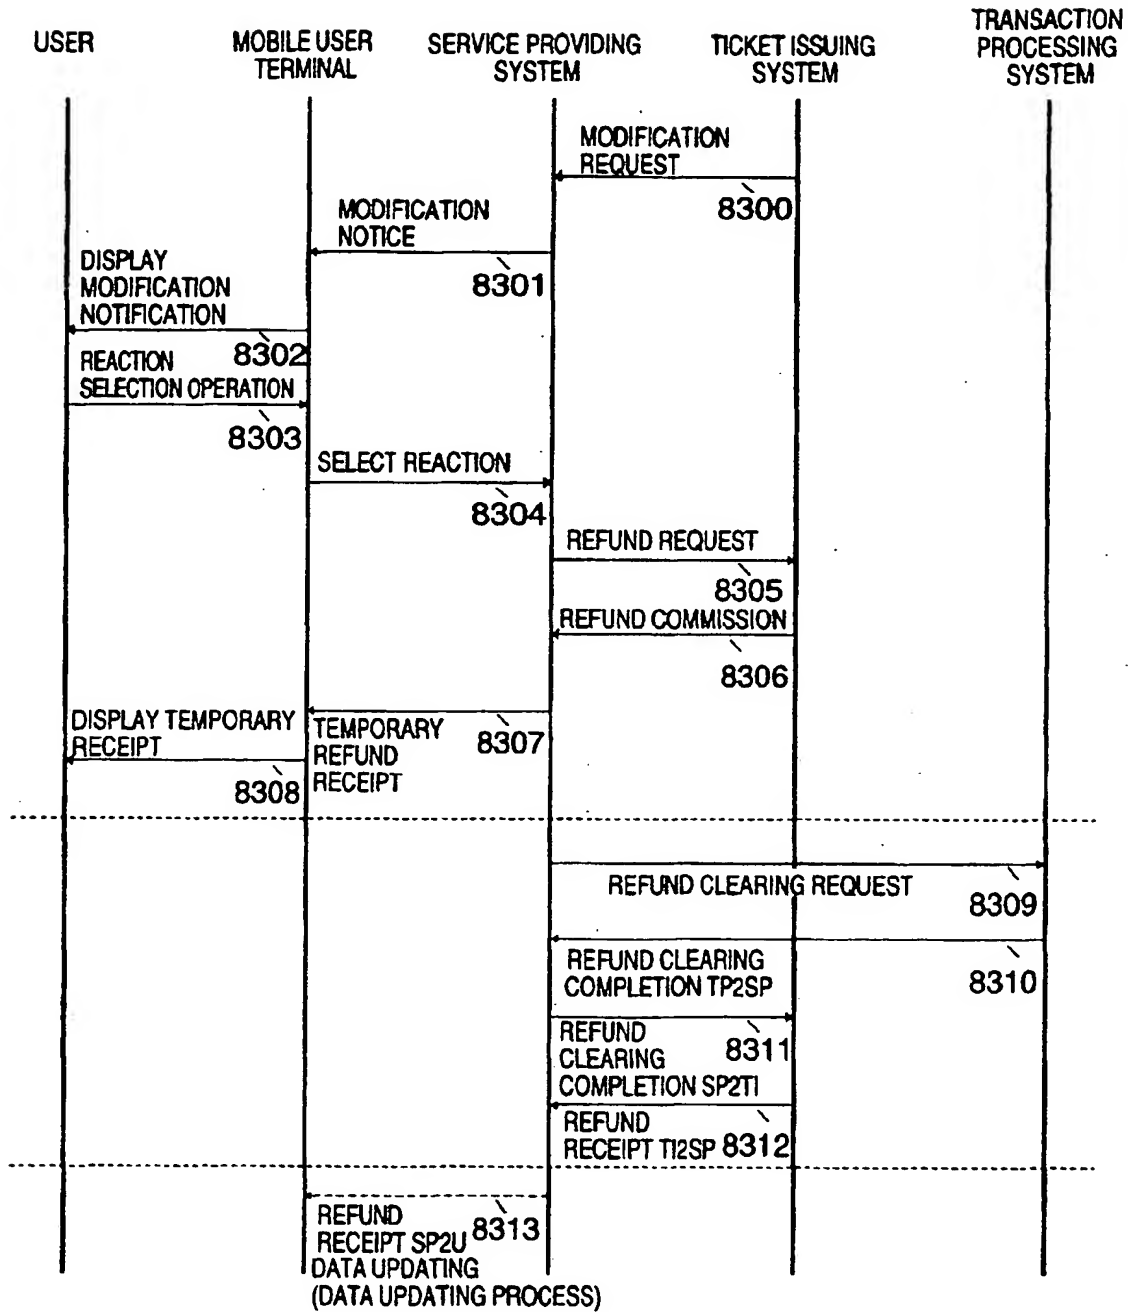 USER
MOBILE USER
TERMINAL
SERVICE PROVIDING
SYSTEM
TICKET ISSUING
SYSTEM
TRANSACTION
PROCESSING
SYSTEM
MODIFICATION
REQUEST
8300
MODIFICATION
NOTICE
8301
DISPLAY
MODIFICATION
NOTIFICATION
8302
REACTION
SELECTION OPERATION
8303
SELECT REACTION
8304
REFUND REQUEST
8305
REFUND COMMISSION
8306
TEMPORARY
REFUND
RECEIPT
8307
DISPLAY TEMPORARY
RECEIPT
8308
REFUND CLEARING REQUEST
8309
REFUND CLEARING
COMPLETION TP2SP
8310
REFUND
CLEARING
COMPLETION SP2TI
8311
REFUND
RECEIPT TI2SP
8312
REFUND
RECEIPT SP2U
8313
DATA UPDATING
(DATA UPDATING PROCESS)